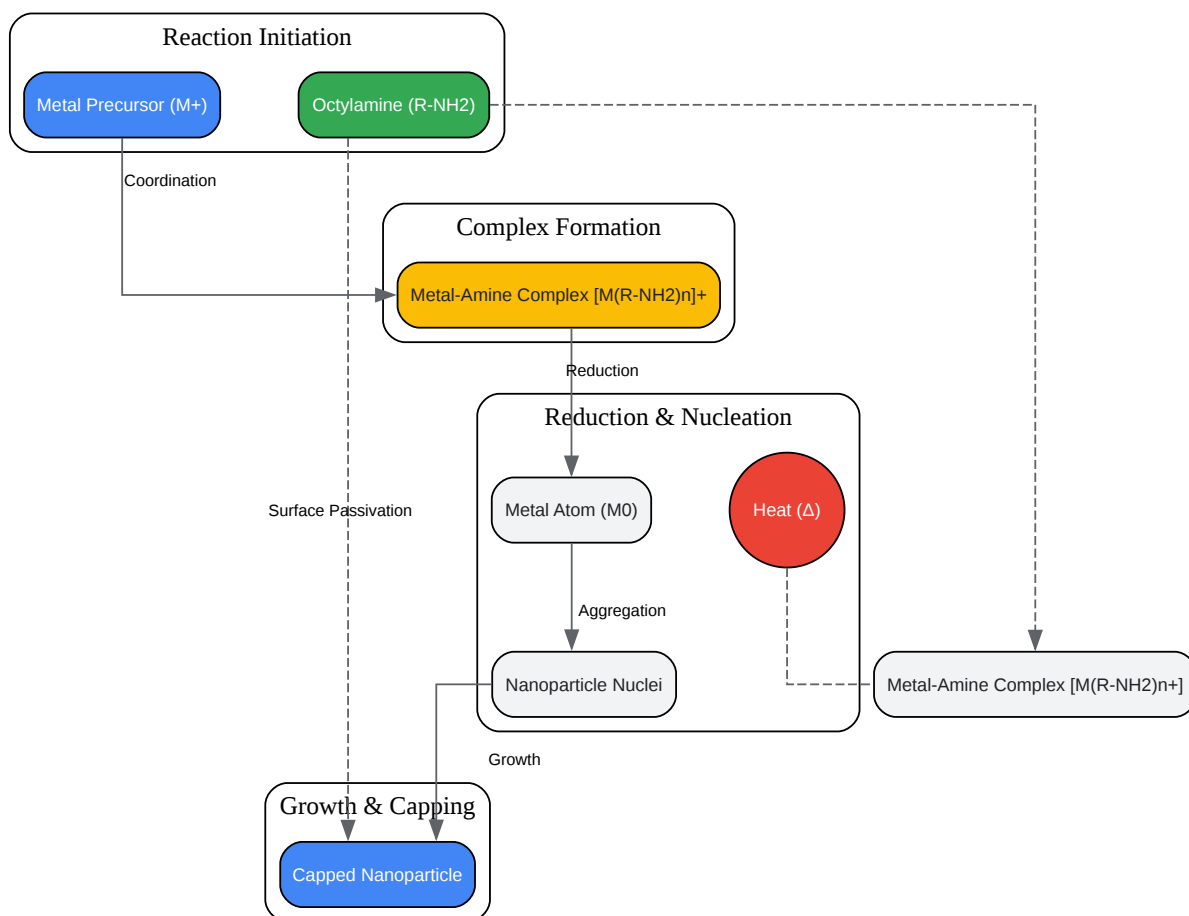 Reaction Initiation
Metal Precursor (M+)
Octylamine (R-NH2)
Coordination
Complex Formation
Metal-Amine Complex [M(R-NH2)n]+
Reduction
Reduction & Nucleation
Metal Atom (M0)
Heat (Δ)
Surface Passivation
Aggregation
Nanoparticle Nuclei
Metal-Amine Complex [M(R-NH2)n+]
Growth
Growth & Capping
Capped Nanoparticle